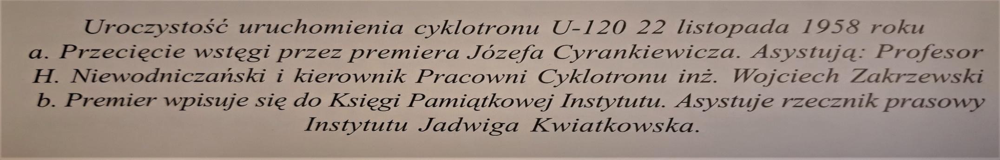 Uroczystość uruchomienia cyklotronu U-120 22 listopada 1958 roku
a. Przecięcie wstęgi przez premiera Józefa Cyrankiewicza. Asystują: Profesor
H. Niewodniczański i kierownik Pracowni Cyklotronu inż. Wojciech Zakrzewski
b. Premier wpisuje się do Księgi Pamiątkowej Instytutu. Asystuje rzecznik prasowy
Instytutu Jadwiga Kwiatkowska.